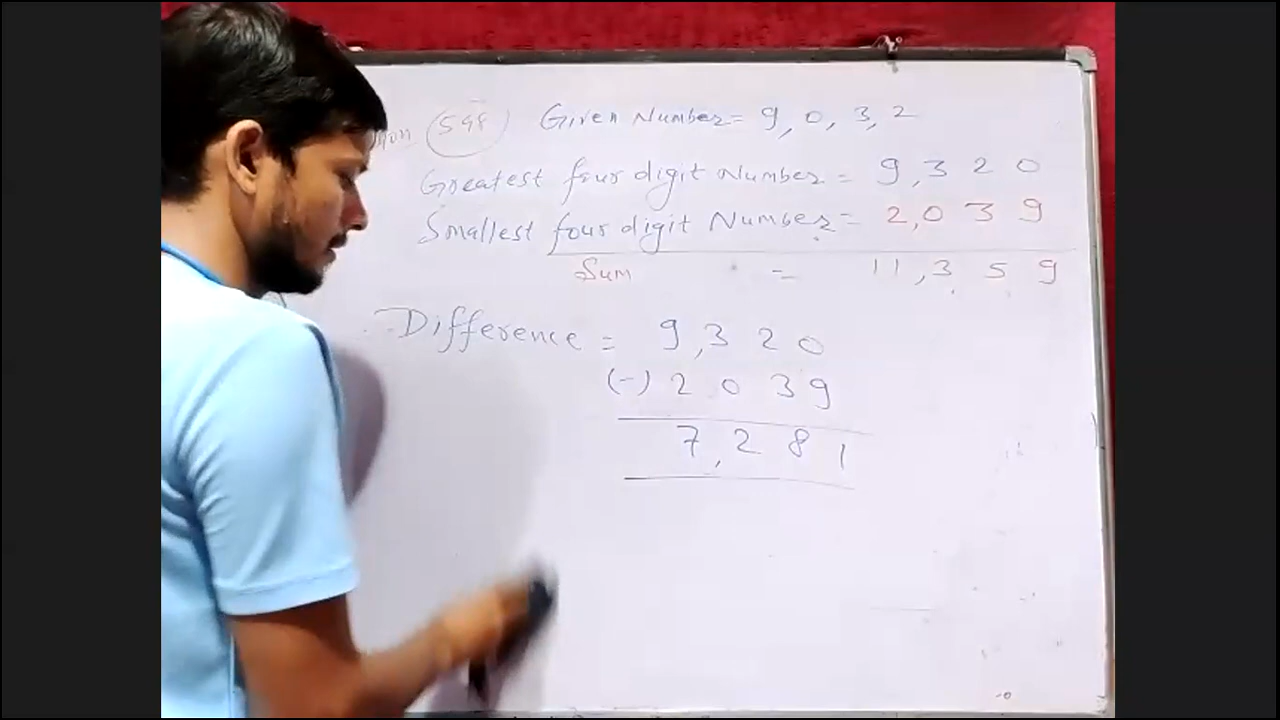 (598) Given Number = 9, 0, 3, 2
Greatest four digit Number = 9,3 2 0
Smallest four digit Number = 2,0 3 9
Sum = 11,3 5 9
Difference = 9,3 2 0
(-) 2 0 3 9
7,2 8 1